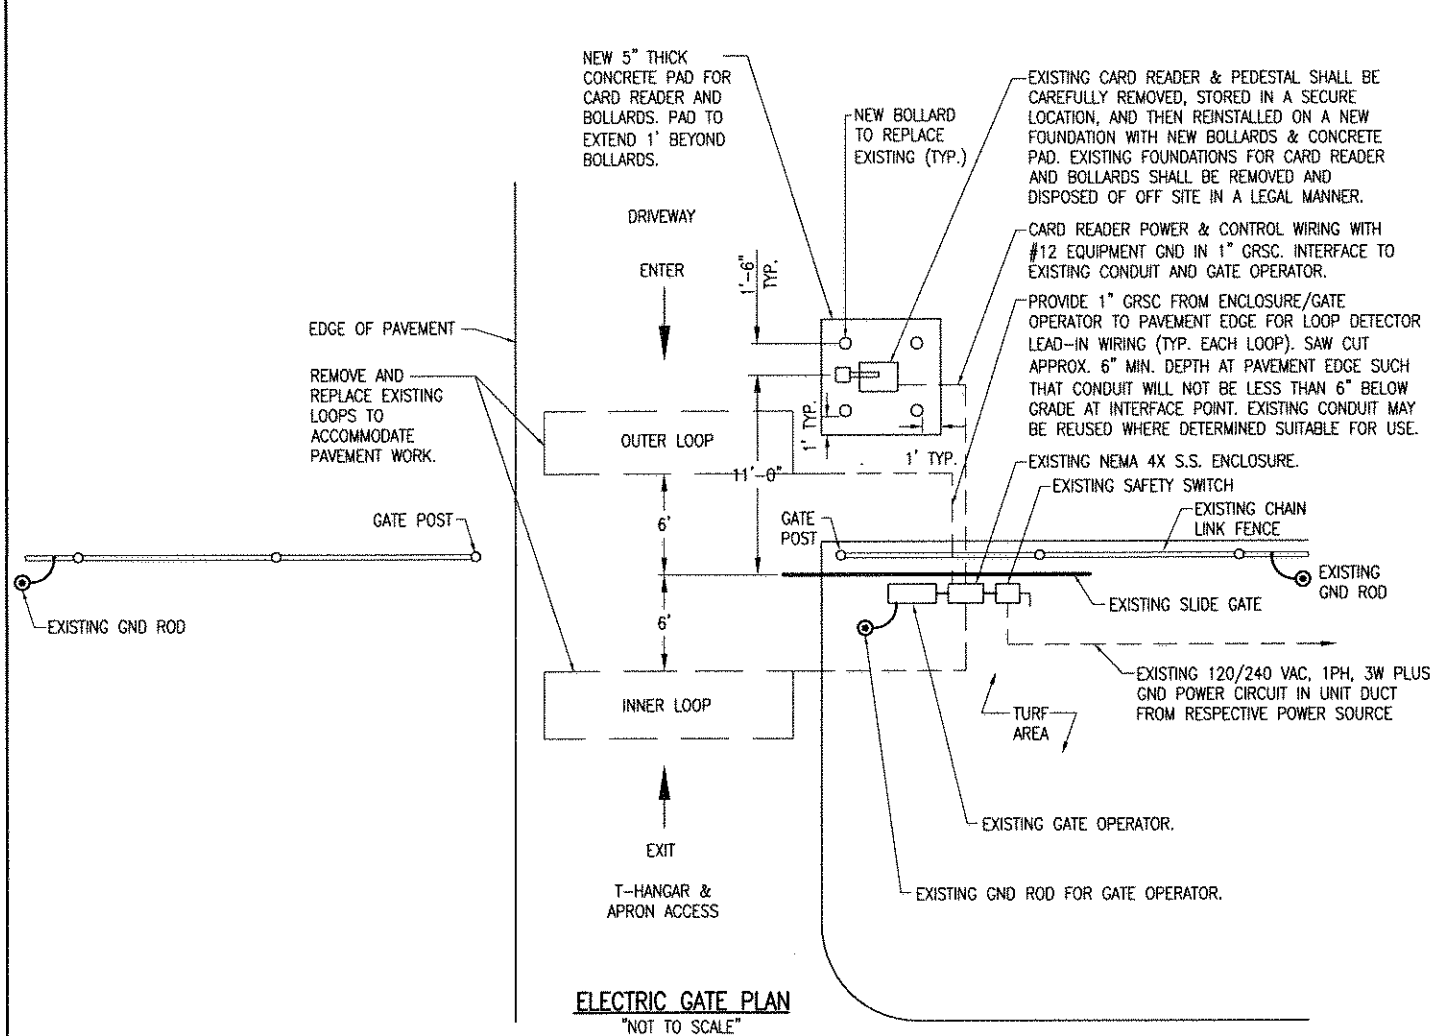 NEW 5" THICK
CONCRETE PAD FOR
CARD READER AND
BOLLARDS. PAD TO
EXTEND 1' BEYOND
BOLLARDS.
NEW BOLLARD
TO REPLACE
EXISTING (TYP.)
EXISTING CARD READER & PEDESTAL SHALL BE
CAREFULLY REMOVED, STORED IN A SECURE
LOCATION, AND THEN REINSTALLED ON A NEW
FOUNDATION WITH NEW BOLLARDS & CONCRETE
PAD. EXISTING FOUNDATIONS FOR CARD READER
AND BOLLARDS SHALL BE REMOVED AND
DISPOSED OF OFF SITE IN A LEGAL MANNER.
DRIVEWAY
ENTER
1'-6"
TYP.
CARD READER POWER & CONTROL WIRING WITH
#12 EQUIPMENT GND IN 1" GRSC. INTERFACE TO
EXISTING CONDUIT AND GATE OPERATOR.
PROVIDE 1" GRSC FROM ENCLOSURE/GATE
OPERATOR TO PAVEMENT EDGE FOR LOOP DETECTOR
LEAD-IN WIRING (TYP. EACH LOOP). SAW CUT
APPROX. 6" MIN. DEPTH AT PAVEMENT EDGE SUCH
THAT CONDUIT WILL NOT BE LESS THAN 6" BELOW
GRADE AT INTERFACE POINT. EXISTING CONDUIT MAY
BE REUSED WHERE DETERMINED SUITABLE FOR USE.
EDGE OF PAVEMENT
REMOVE AND
REPLACE EXISTING
LOOPS TO
ACCOMMODATE
PAVEMENT WORK.
OUTER LOOP
1' TYP.
1' TYP.
11'-0"
EXISTING NEMA 4X S.S. ENCLOSURE.
EXISTING SAFETY SWITCH
EXISTING CHAIN
LINK FENCE
GATE POST
6'
GATE
POST
EXISTING
GND ROD
EXISTING SLIDE GATE
EXISTING GND ROD
6'
EXISTING 120/240 VAC, 1PH, 3W PLUS
GND POWER CIRCUIT IN UNIT DUCT
FROM RESPECTIVE POWER SOURCE
INNER LOOP
TURF
AREA
EXISTING GATE OPERATOR.
EXIT
T-HANGAR &
APRON ACCESS
EXISTING GND ROD FOR GATE OPERATOR.
ELECTRIC GATE PLAN
"NOT TO SCALE"